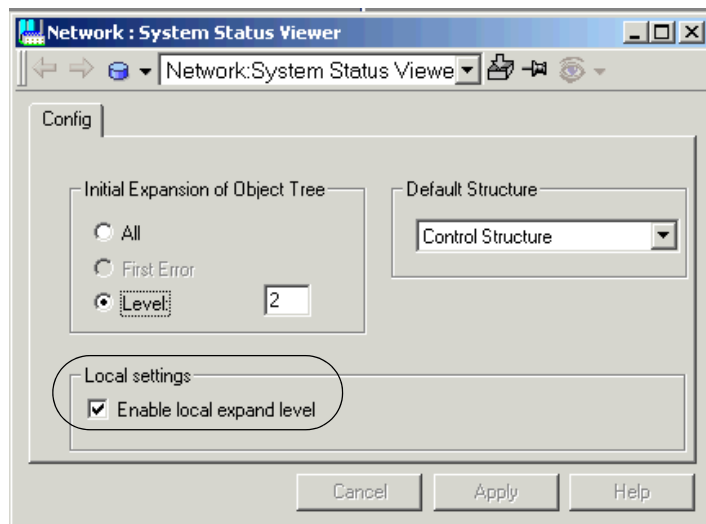 Network : System Status Viewer
Network:System Status Viewe
Config
Initial Expansion of Object Tree
All
First Error
Level:
2
Default Structure
Control Structure
Local settings
Enable local expand level
Cancel
Apply
Help